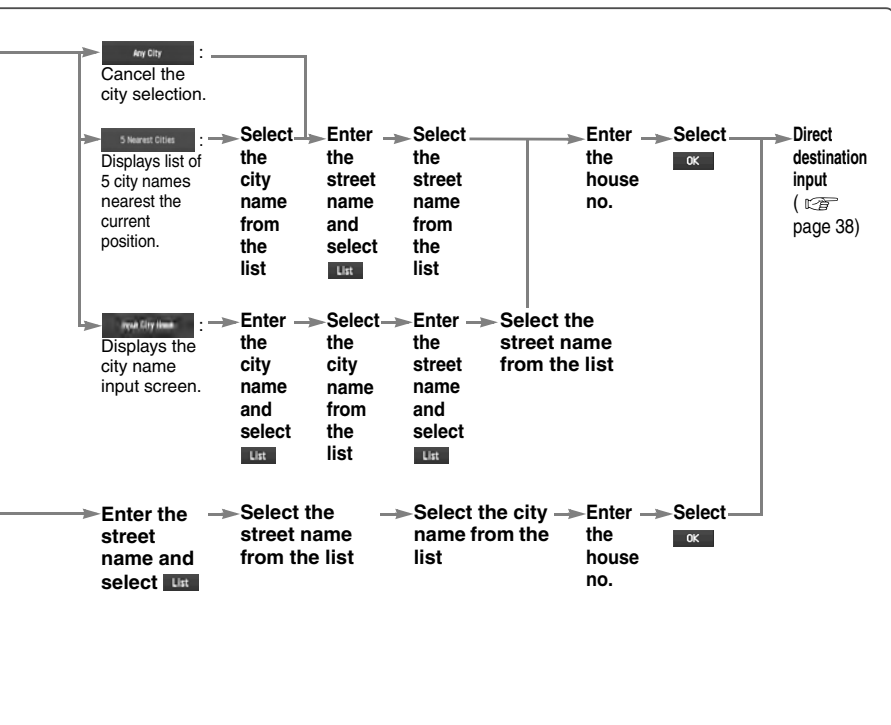 Any City :
Cancel the
city selection.
5 Nearest Cities :
Displays list of
5 city names
nearest the
current
position.
Select
the
city
name
from
the
list
Enter
the
street
name
and
select
List
Select
the
street
name
from
the
list
Enter
the
house
no.
Select
OK
Direct
destination
input
( ☞
page 38)
Input City Name :
Displays the
city name
input screen.
Enter
the
city
name
and
select
List
Select
the
city
name
from
the
list
Enter
the
street
name
and
select
List
Select the
street name
from the list
Enter the
street
name and
select List
Select the
street name
from the list
Select the city
name from the
list
Enter
the
house
no.
Select
OK